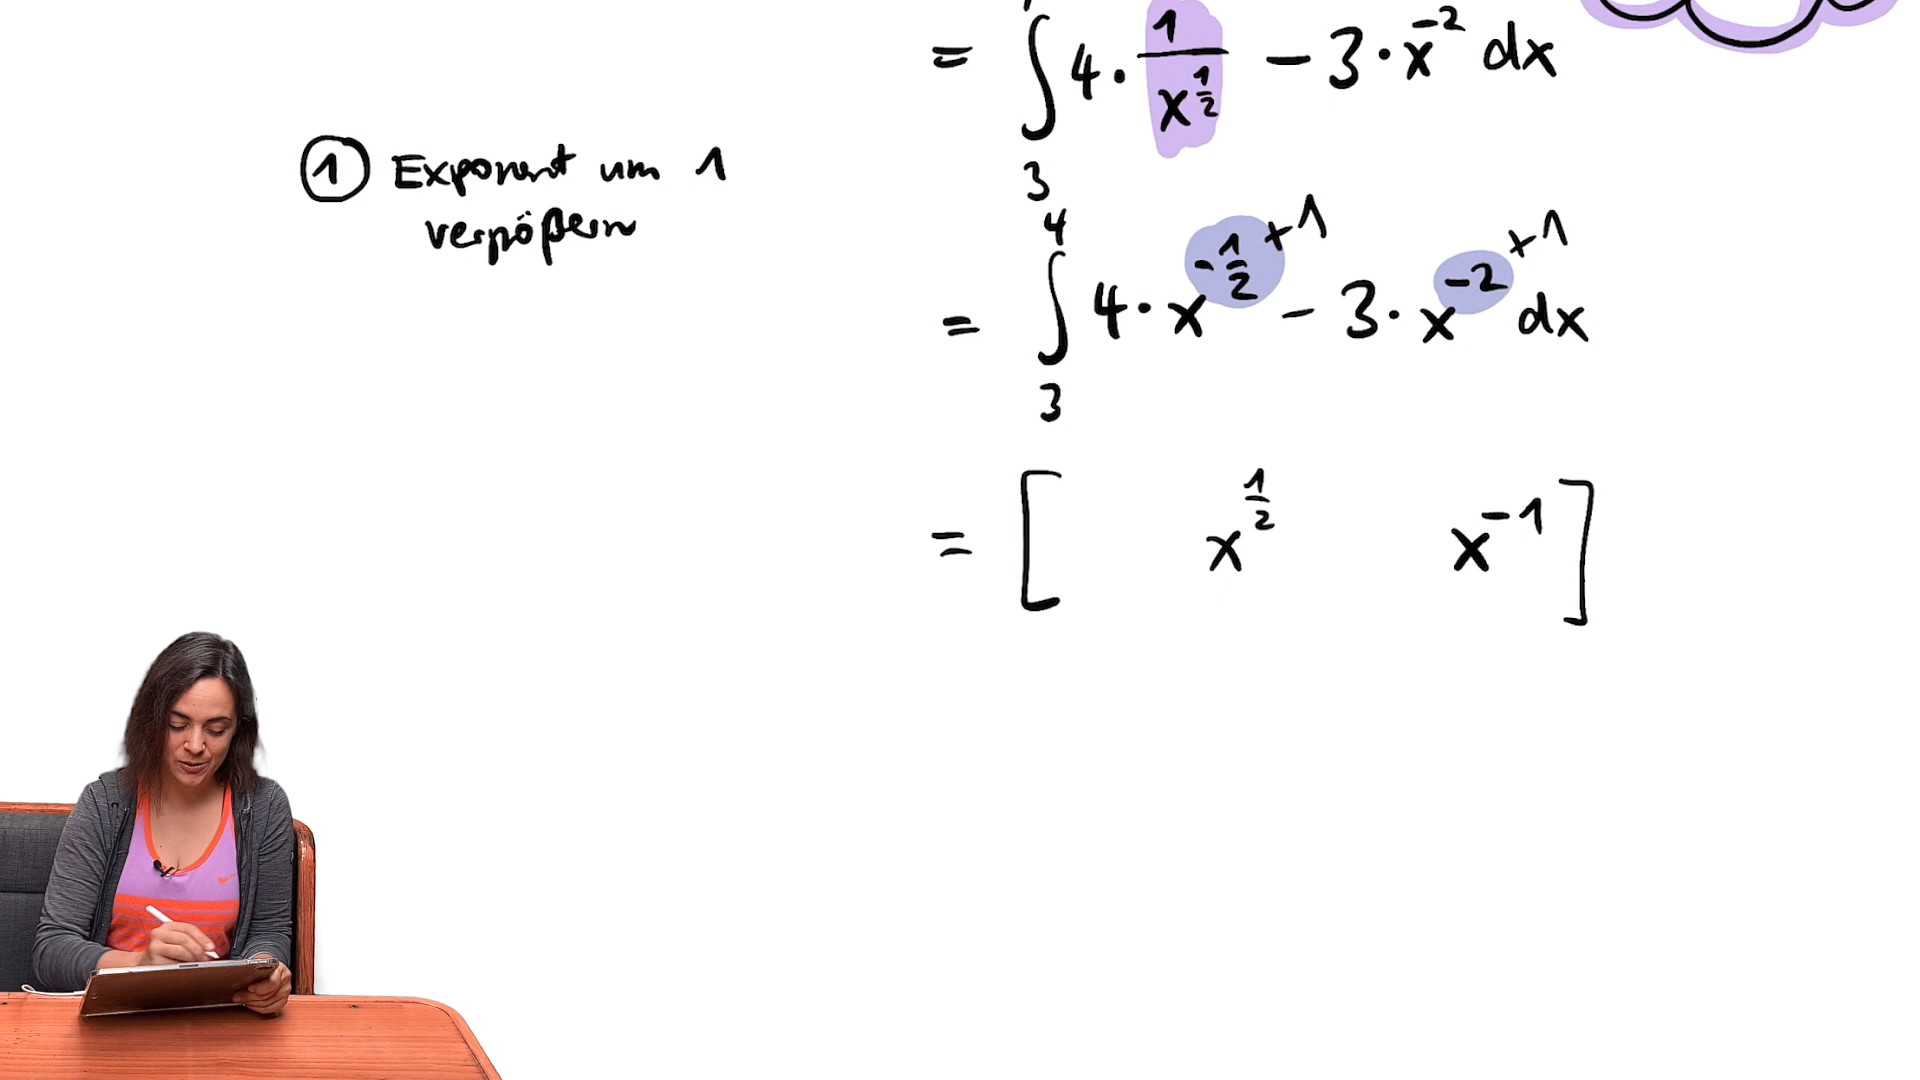 = ∫ 4 · 1/x^(1/2) − 3 · x^−2 dx
3
① Exponent um 1
vergrößern
4
= ∫ 4 · x^(−1/2) +1 − 3 · x^−2 +1 dx
3
= [ x^(1/2) x^−1 ]